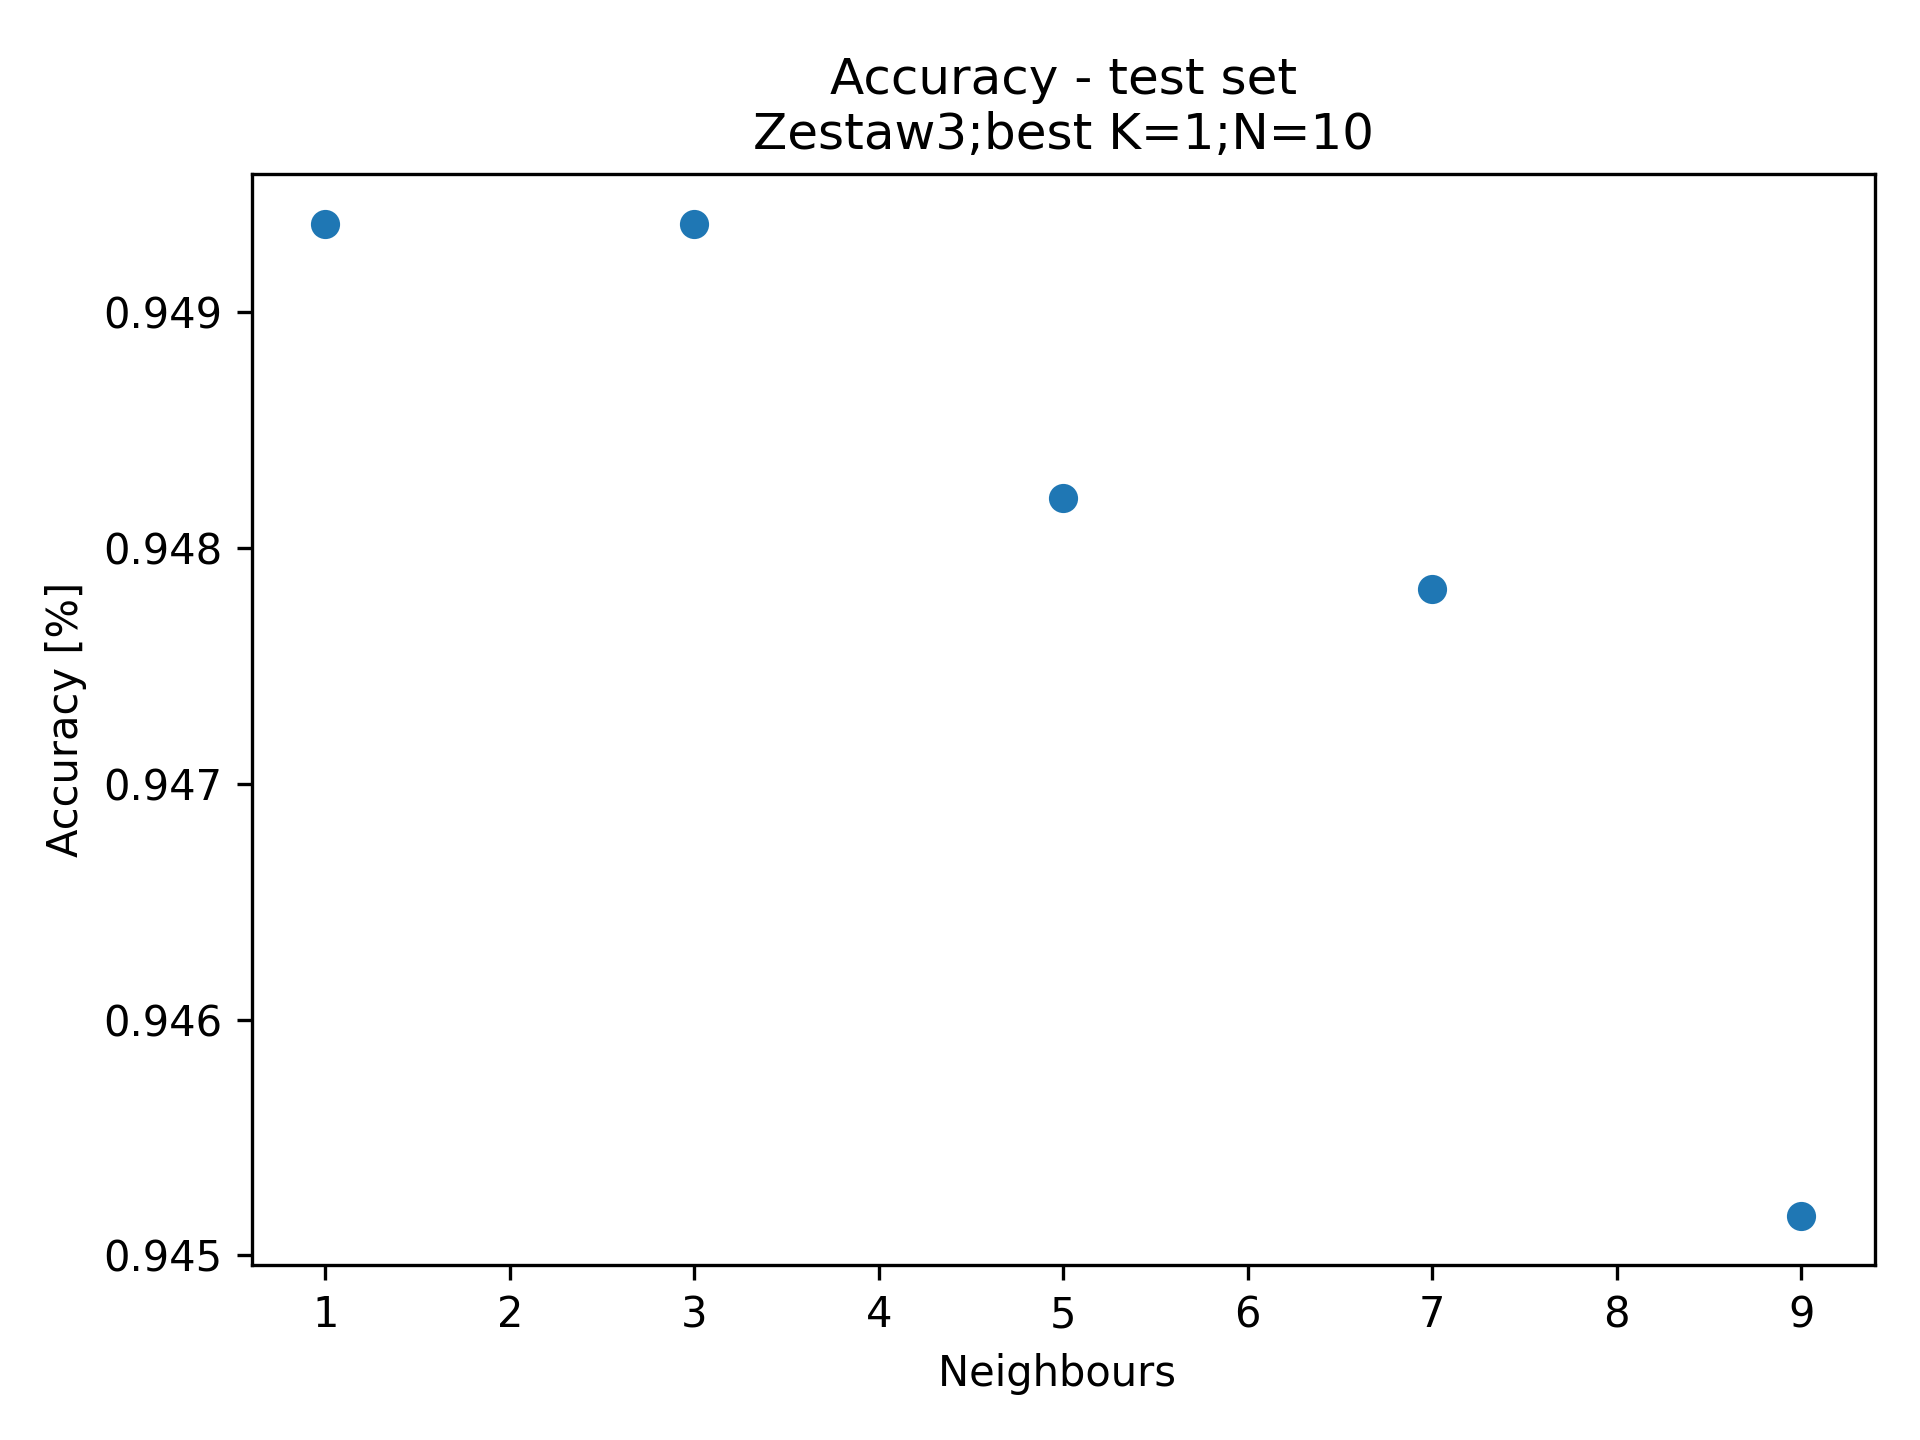 Accuracy - test set
Zestaw3;best K=1;N=10
Accuracy [%]
0.949
0.948
0.947
0.946
0.945
1 2 3 4 5 6 7 8 9
Neighbours